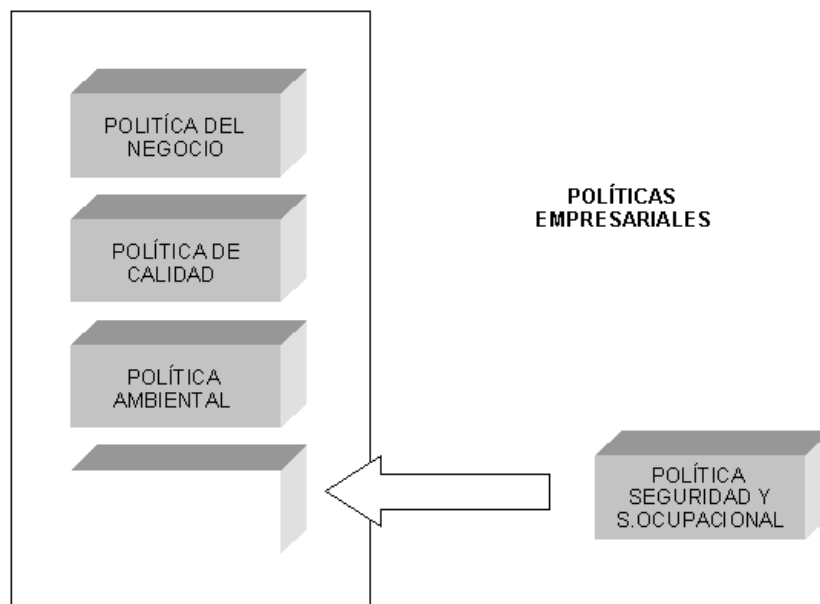 POLITÍCA DEL
NEGOCIO
POLÍTICAS
EMPRESARIALES
POLÍTICA DE
CALIDAD
POLÍTICA
AMBIENTAL
POLÍTICA
SEGURIDAD Y
S.OCUPACIONAL